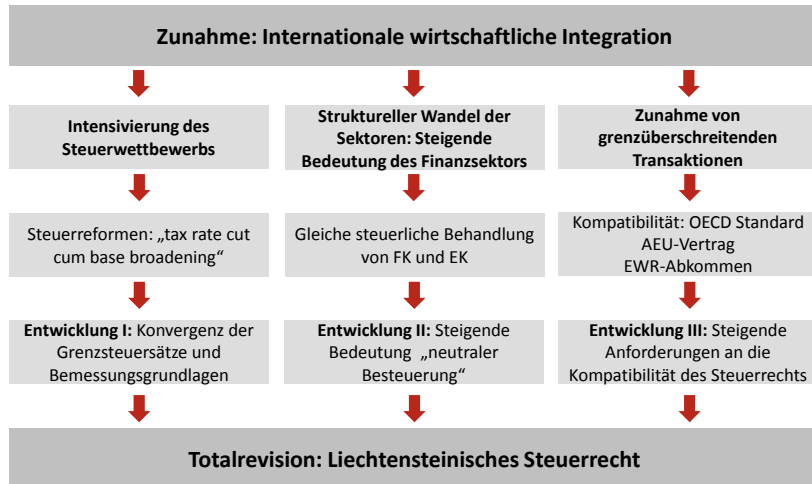 Zunahme: Internationale wirtschaftliche Integration
Intensivierung des
Steuerwettbewerbs
Struktureller Wandel der
Sektoren: Steigende
Bedeutung des Finanzsektors
Zunahme von
grenzüberschreitenden
Transaktionen
Steuerreformen: „tax rate cut
cum base broadening“
Gleiche steuerliche Behandlung
von FK und EK
Kompatibilität: OECD Standard
AEU-Vertrag
EWR-Abkommen
Entwicklung I: Konvergenz der
Grenzsteuersätze und
Bemessungsgrundlagen
Entwicklung II: Steigende
Bedeutung „neutraler
Besteuerung“
Entwicklung III: Steigende
Anforderungen an die
Kompatibilität des Steuerrechts
Totalrevision: Liechtensteinisches Steuerrecht